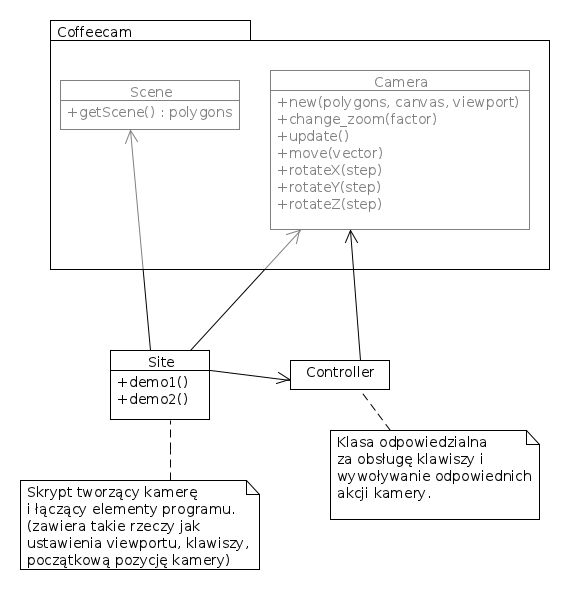 Coffeecam
Scene
+getScene() : polygons
Camera
+new(polygons, canvas, viewport)
+change_zoom(factor)
+update()
+move(vector)
+rotateX(step)
+rotateY(step)
+rotateZ(step)
Site
+demo1()
+demo2()
Controller
Klasa odpowiedzialna
za obsługę klawiszy i
wywoływanie odpowiednich
akcji kamery.
Skrypt tworzący kamerę
i łączący elementy programu.
(zawiera takie rzeczy jak
ustawienia viewportu, klawiszy,
początkową pozycję kamery)